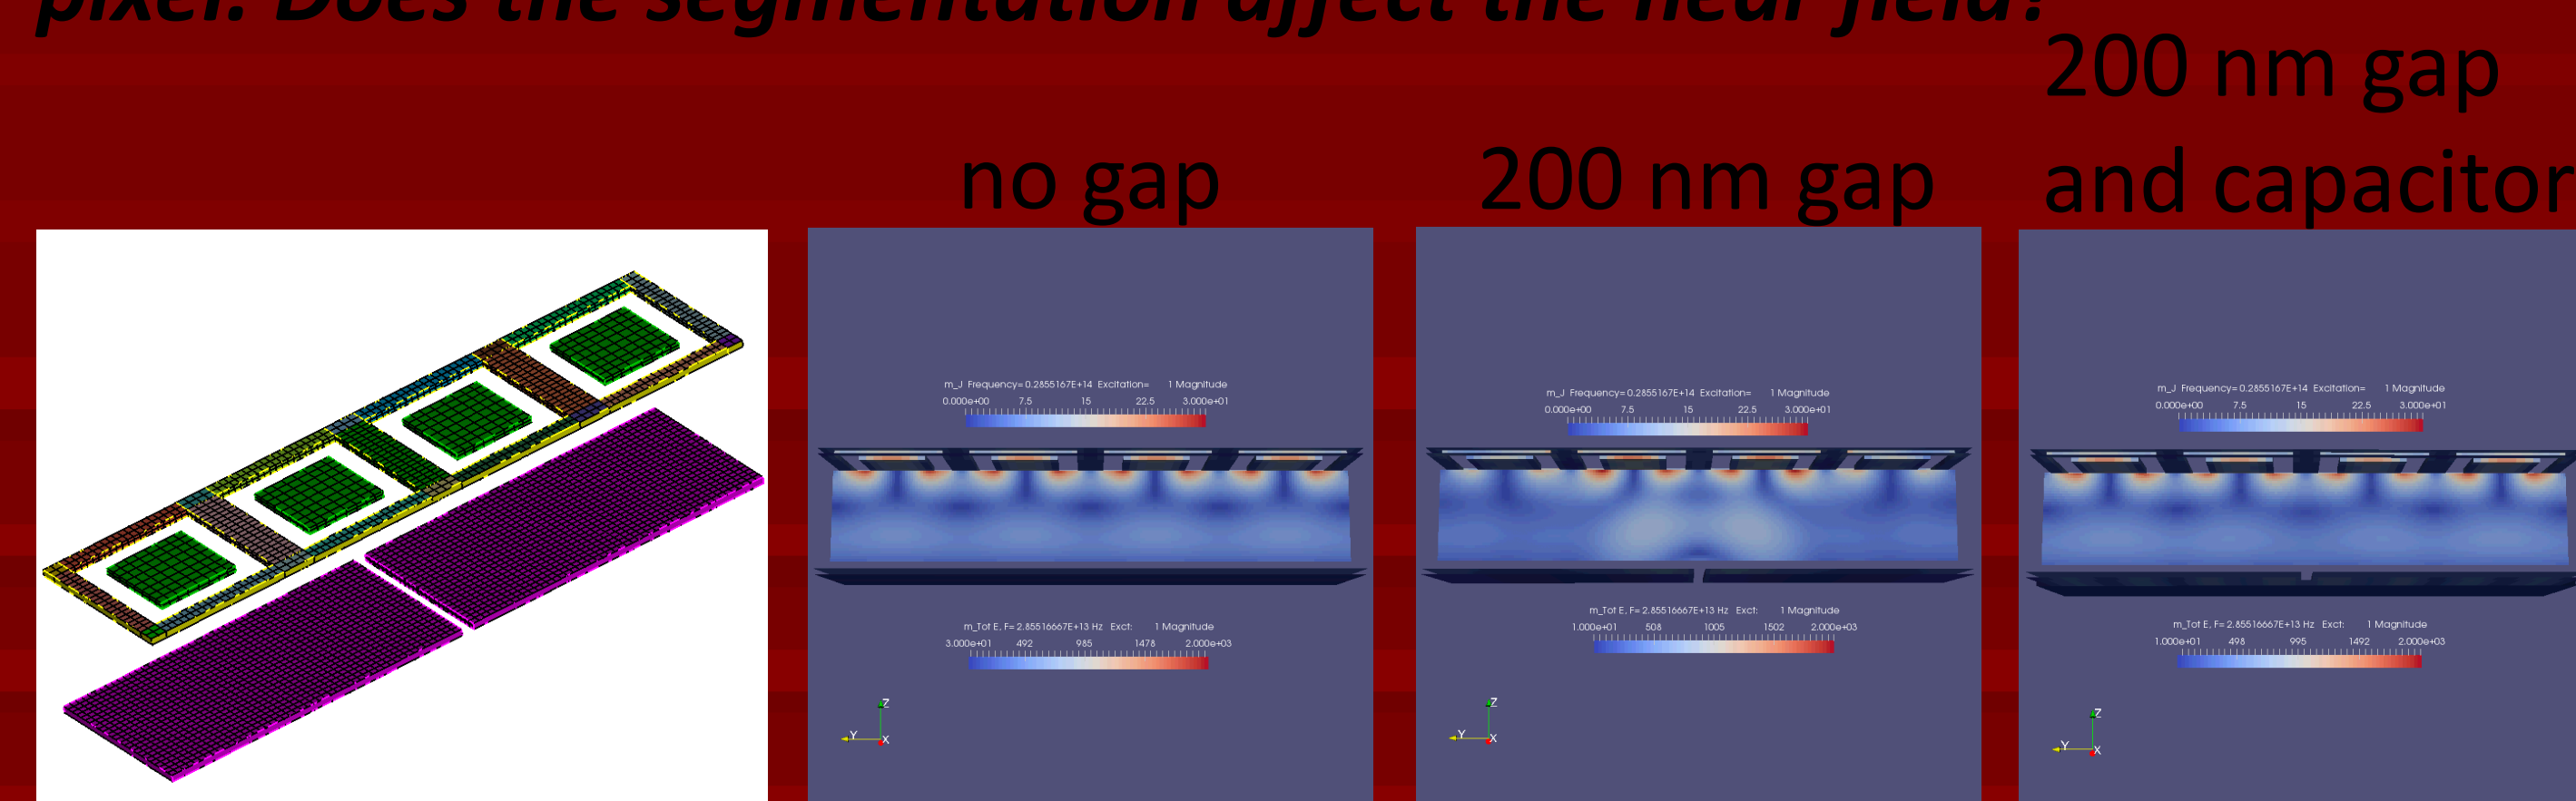 pixel. Does the segmentation affect the near field?
200 nm gap
no gap
200 nm gap
and capacitor
m_J Frequency= 0.2855167E+14 Excitation= 1 Magnitude
0.000e+00 7.5 15 22.5 3.000e+01
m_Tot E, F= 2.85516667E+13 Hz Exct: 1 Magnitude
3.000e+01 492 985 1478 2.000e+03
Z
Y
X
m_J Frequency= 0.2855167E+14 Excitation= 1 Magnitude
0.000e+00 7.5 15 22.5 3.000e+01
m_Tot E, F= 2.85516667E+13 Hz Exct: 1 Magnitude
1.000e+01 508 1005 1502 2.000e+03
Z
Y
X
m_J Frequency= 0.2855167E+14 Excitation= 1 Magnitude
0.000e+00 7.5 15 22.5 3.000e+01
m_Tot E, F= 2.85516667E+13 Hz Exct: 1 Magnitude
1.000e+01 498 995 1492 2.000e+03
Z
Y
X